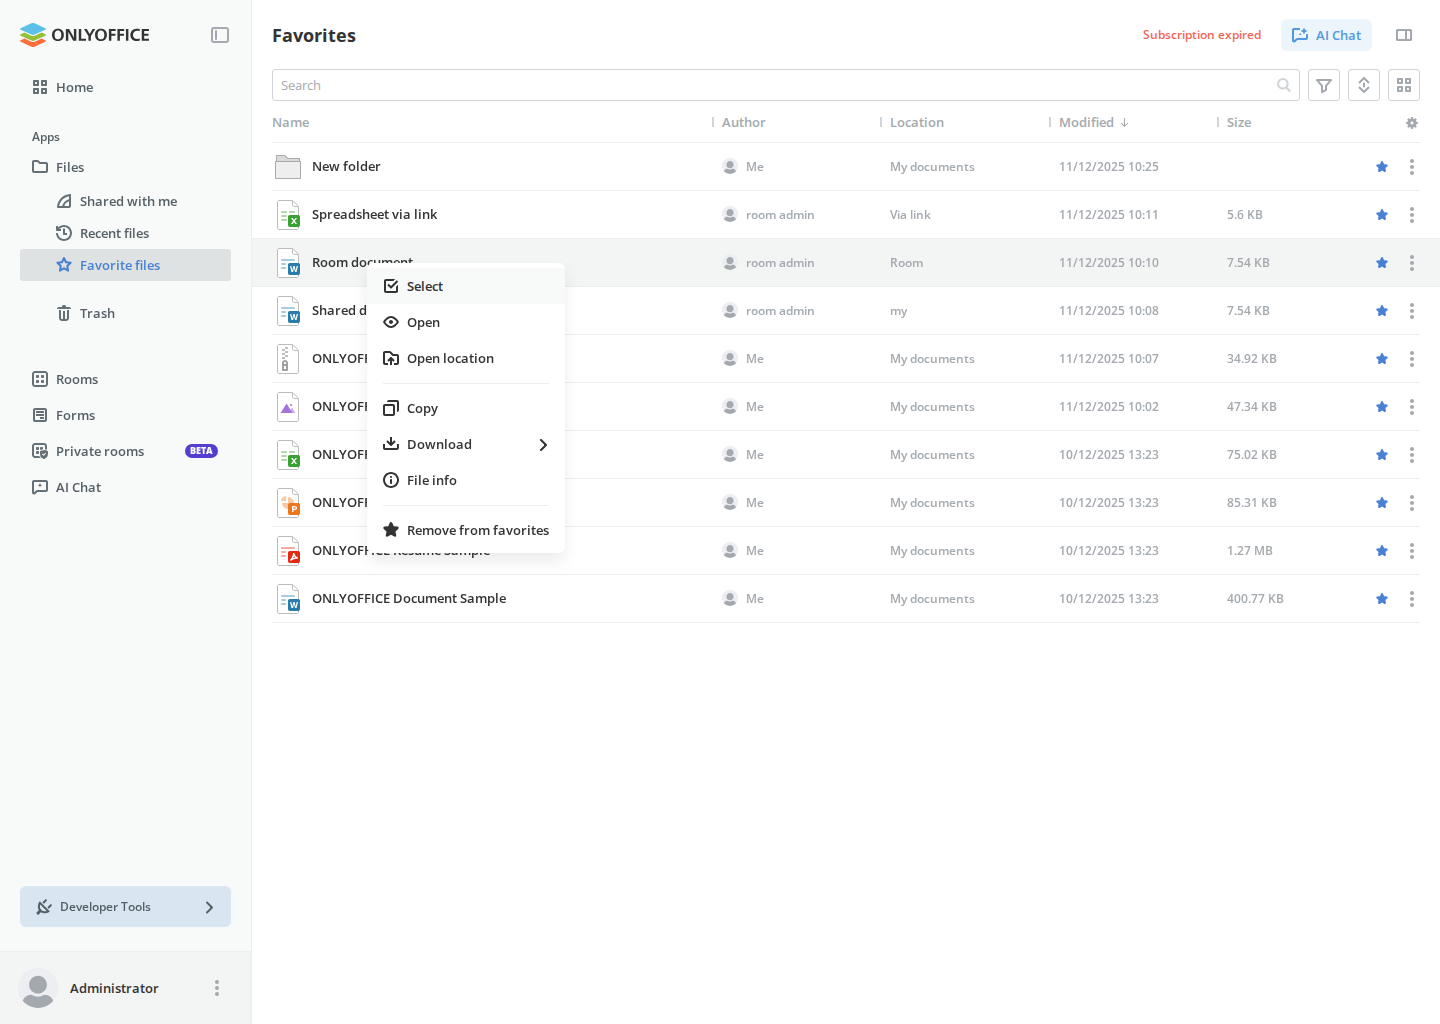 ONLYOFFICE
Home
Apps
Files
Shared with me
Recent files
Favorite files
Trash
Rooms
Forms
Private rooms BETA
AI Chat
Developer Tools
Administrator
Favorites
Subscription expired
AI Chat
Search
Name Author Location Modified Size
New folder Me My documents 11/12/2025 10:25
Spreadsheet via link room admin Via link 11/12/2025 10:11 5.6 KB
Room document room admin Room 11/12/2025 10:10 7.54 KB
Shared d room admin my 11/12/2025 10:08 7.54 KB
ONLYOFF Me My documents 11/12/2025 10:07 34.92 KB
ONLYOFF Me My documents 11/12/2025 10:02 47.34 KB
ONLYOFF Me My documents 10/12/2025 13:23 75.02 KB
ONLYOFF Me My documents 10/12/2025 13:23 85.31 KB
ONLYOFFICE Resume Sample Me My documents 10/12/2025 13:23 1.27 MB
ONLYOFFICE Document Sample Me My documents 10/12/2025 13:23 400.77 KB
Select
Open
Open location
Copy
Download
File info
Remove from favorites